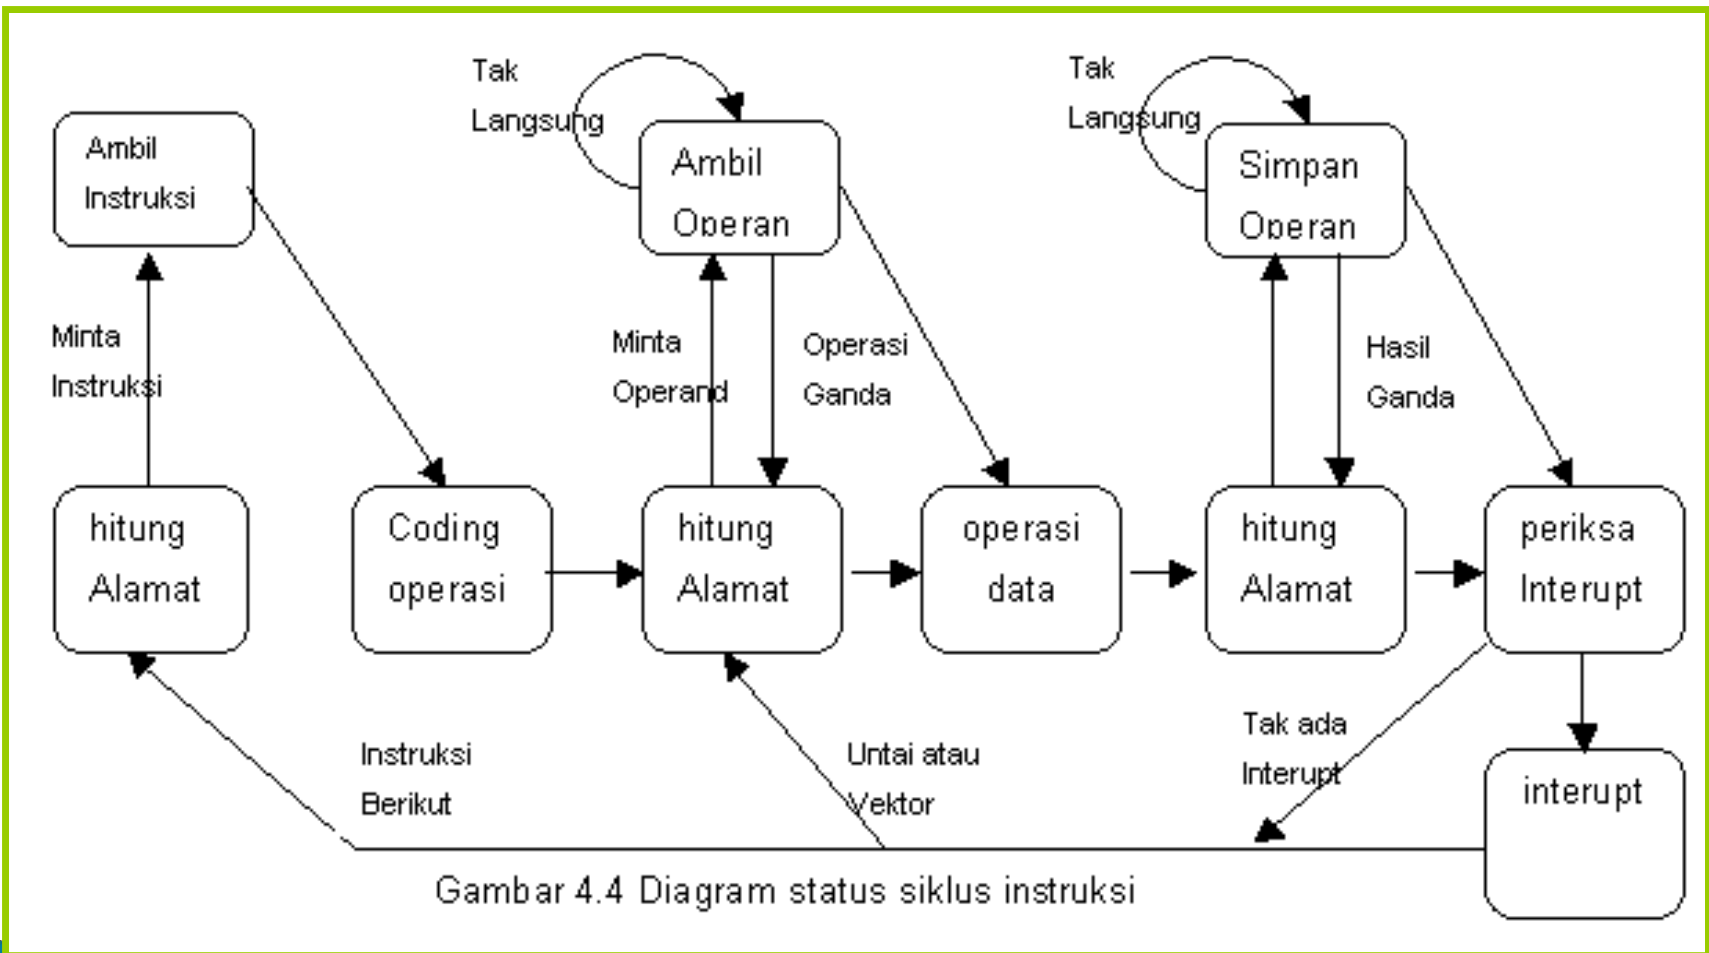 Tak
Langsung
Tak
Langsung
Ambil
Instruksi
Ambil
Operan
Simpan
Operan
Minta
Instruksi
Minta
Operand
Operasi
Ganda
Hasil
Ganda
hitung
Alamat
Coding
operasi
hitung
Alamat
operasi
data
hitung
Alamat
periksa
Interupt
Instruksi
Berikut
Untai atau
Vektor
Tak ada
Interupt
interupt
Gambar 4.4 Diagram status siklus instruksi